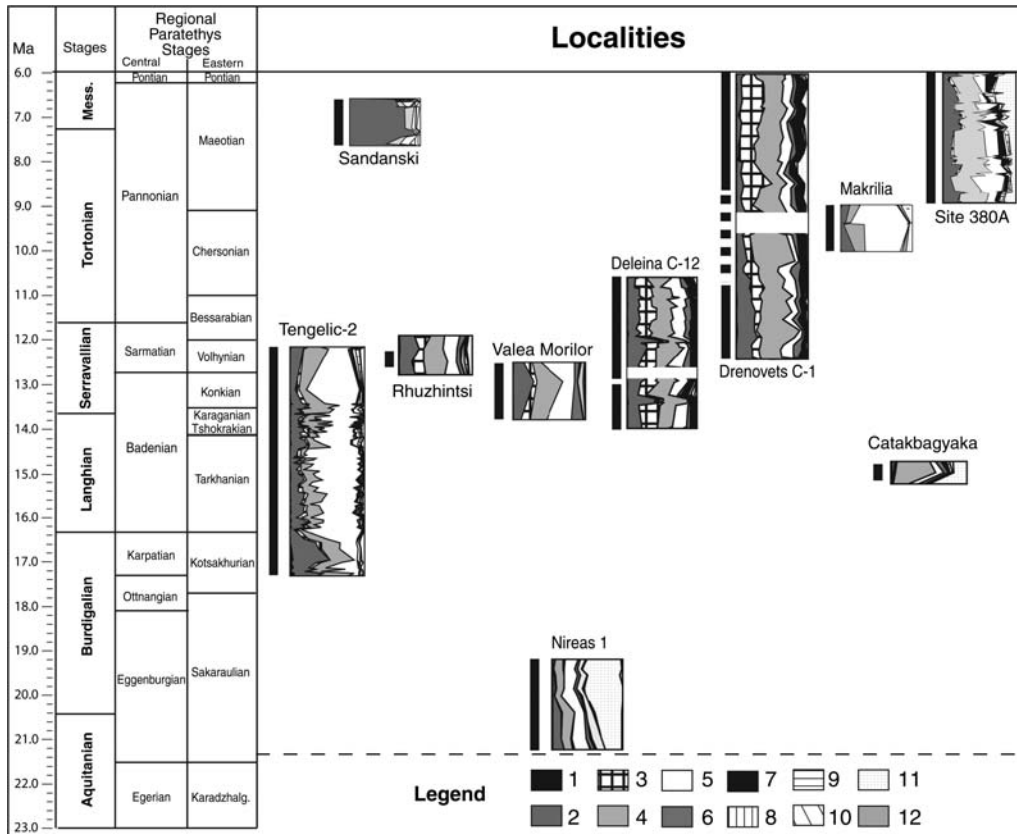 Ma
Stages
Regional
Paratethys
Stages
Central
Eastern
Localities
6.0
7.0
8.0
9.0
10.0
11.0
12.0
13.0
14.0
15.0
16.0
17.0
18.0
19.0
20.0
21.0
22.0
23.0
Mess.
Tortonian
Serravallian
Langhian
Burdigalian
Aquitanian
Pontian
Pannonian
Sarmatian
Badenian
Karpatian
Ottnangian
Eggenburgian
Egerian
Pontian
Maeotian
Chersonian
Bessarabian
Volhynian
Konkian
Karaganian
Tshokrakian
Tarkhanian
Kotsakhurian
Sakaraulian
Karadzhalg.
Sandanski
Makrilia
Site 380A
Deleina C-12
Tengelic-2
Rhuzhintsi
Valea Morilor
Drenovets C-1
Catakbagyaka
Nireas 1
Legend
1 3 5 7 9 11
2 4 6 8 10 12